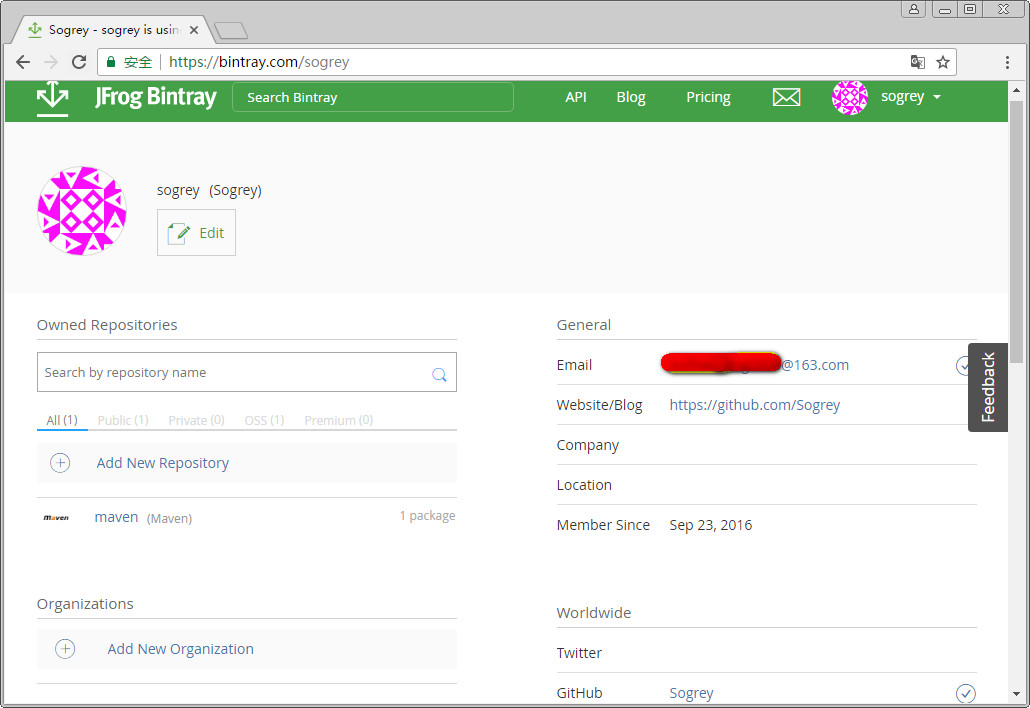 Sogrey - sogrey is usin
安全 https://bintray.com/sogrey
JFrog Bintray Search Bintray API Blog Pricing sogrey
sogrey (Sogrey)
Edit
Owned Repositories
Search by repository name
All (1) Public (1) Private (0) OSS (1) Premium (0)
Add New Repository
maven maven (Maven) 1 package
Organizations
Add New Organization
General
Email @163.com
Website/Blog https://github.com/Sogrey
Company
Location
Member Since Sep 23, 2016
Worldwide
Twitter
GitHub Sogrey
Feedback